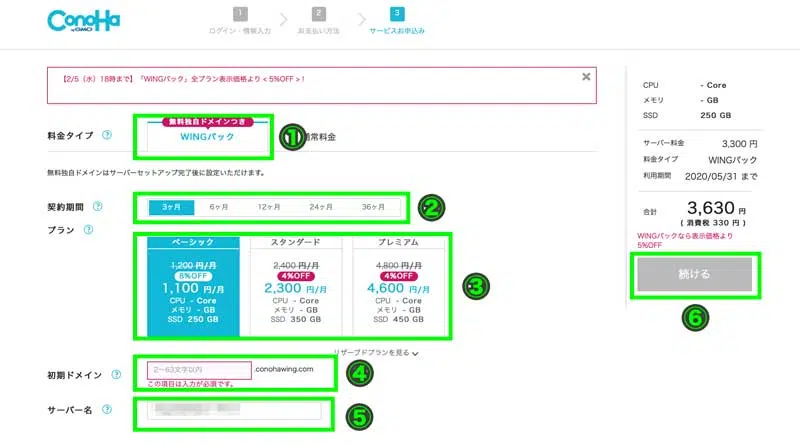 ConoHa
by GMO
1
2
3
ログイン・情報入力
お支払い方法
サービスお申込み
【2/5（水）18時まで】「WINGパック」全プラン表示価格より＜5%OFF＞！
料金タイプ
無料独自ドメインつき
WINGパック
①
通常料金
無料独自ドメインはサーバーセットアップ完了後に設定いただけます。
契約期間
3ヶ月
6ヶ月
12ヶ月
24ヶ月
36ヶ月
②
プラン
ベーシック
1,200 円/月
8%OFF
1,100 円/月
CPU - Core
メモリ - GB
SSD 250 GB
スタンダード
2,400 円/月
4%OFF
2,300 円/月
CPU - Core
メモリ - GB
SSD 350 GB
プレミアム
4,800 円/月
4%OFF
4,600 円/月
CPU - Core
メモリ - GB
SSD 450 GB
③
リザーブドプランを見る
初期ドメイン
2〜63文字以内
.conohawing.com
この項目は入力が必須です。
④
サーバー名
⑤
CPU - Core
メモリ - GB
SSD 250 GB
サーバー料金 3,300 円
料金タイプ WINGパック
利用期間 2020/05/31 まで
合計 3,630 円
( 消費税 330 円 )
WINGパックなら表示価格より
5%OFF
続ける
⑥